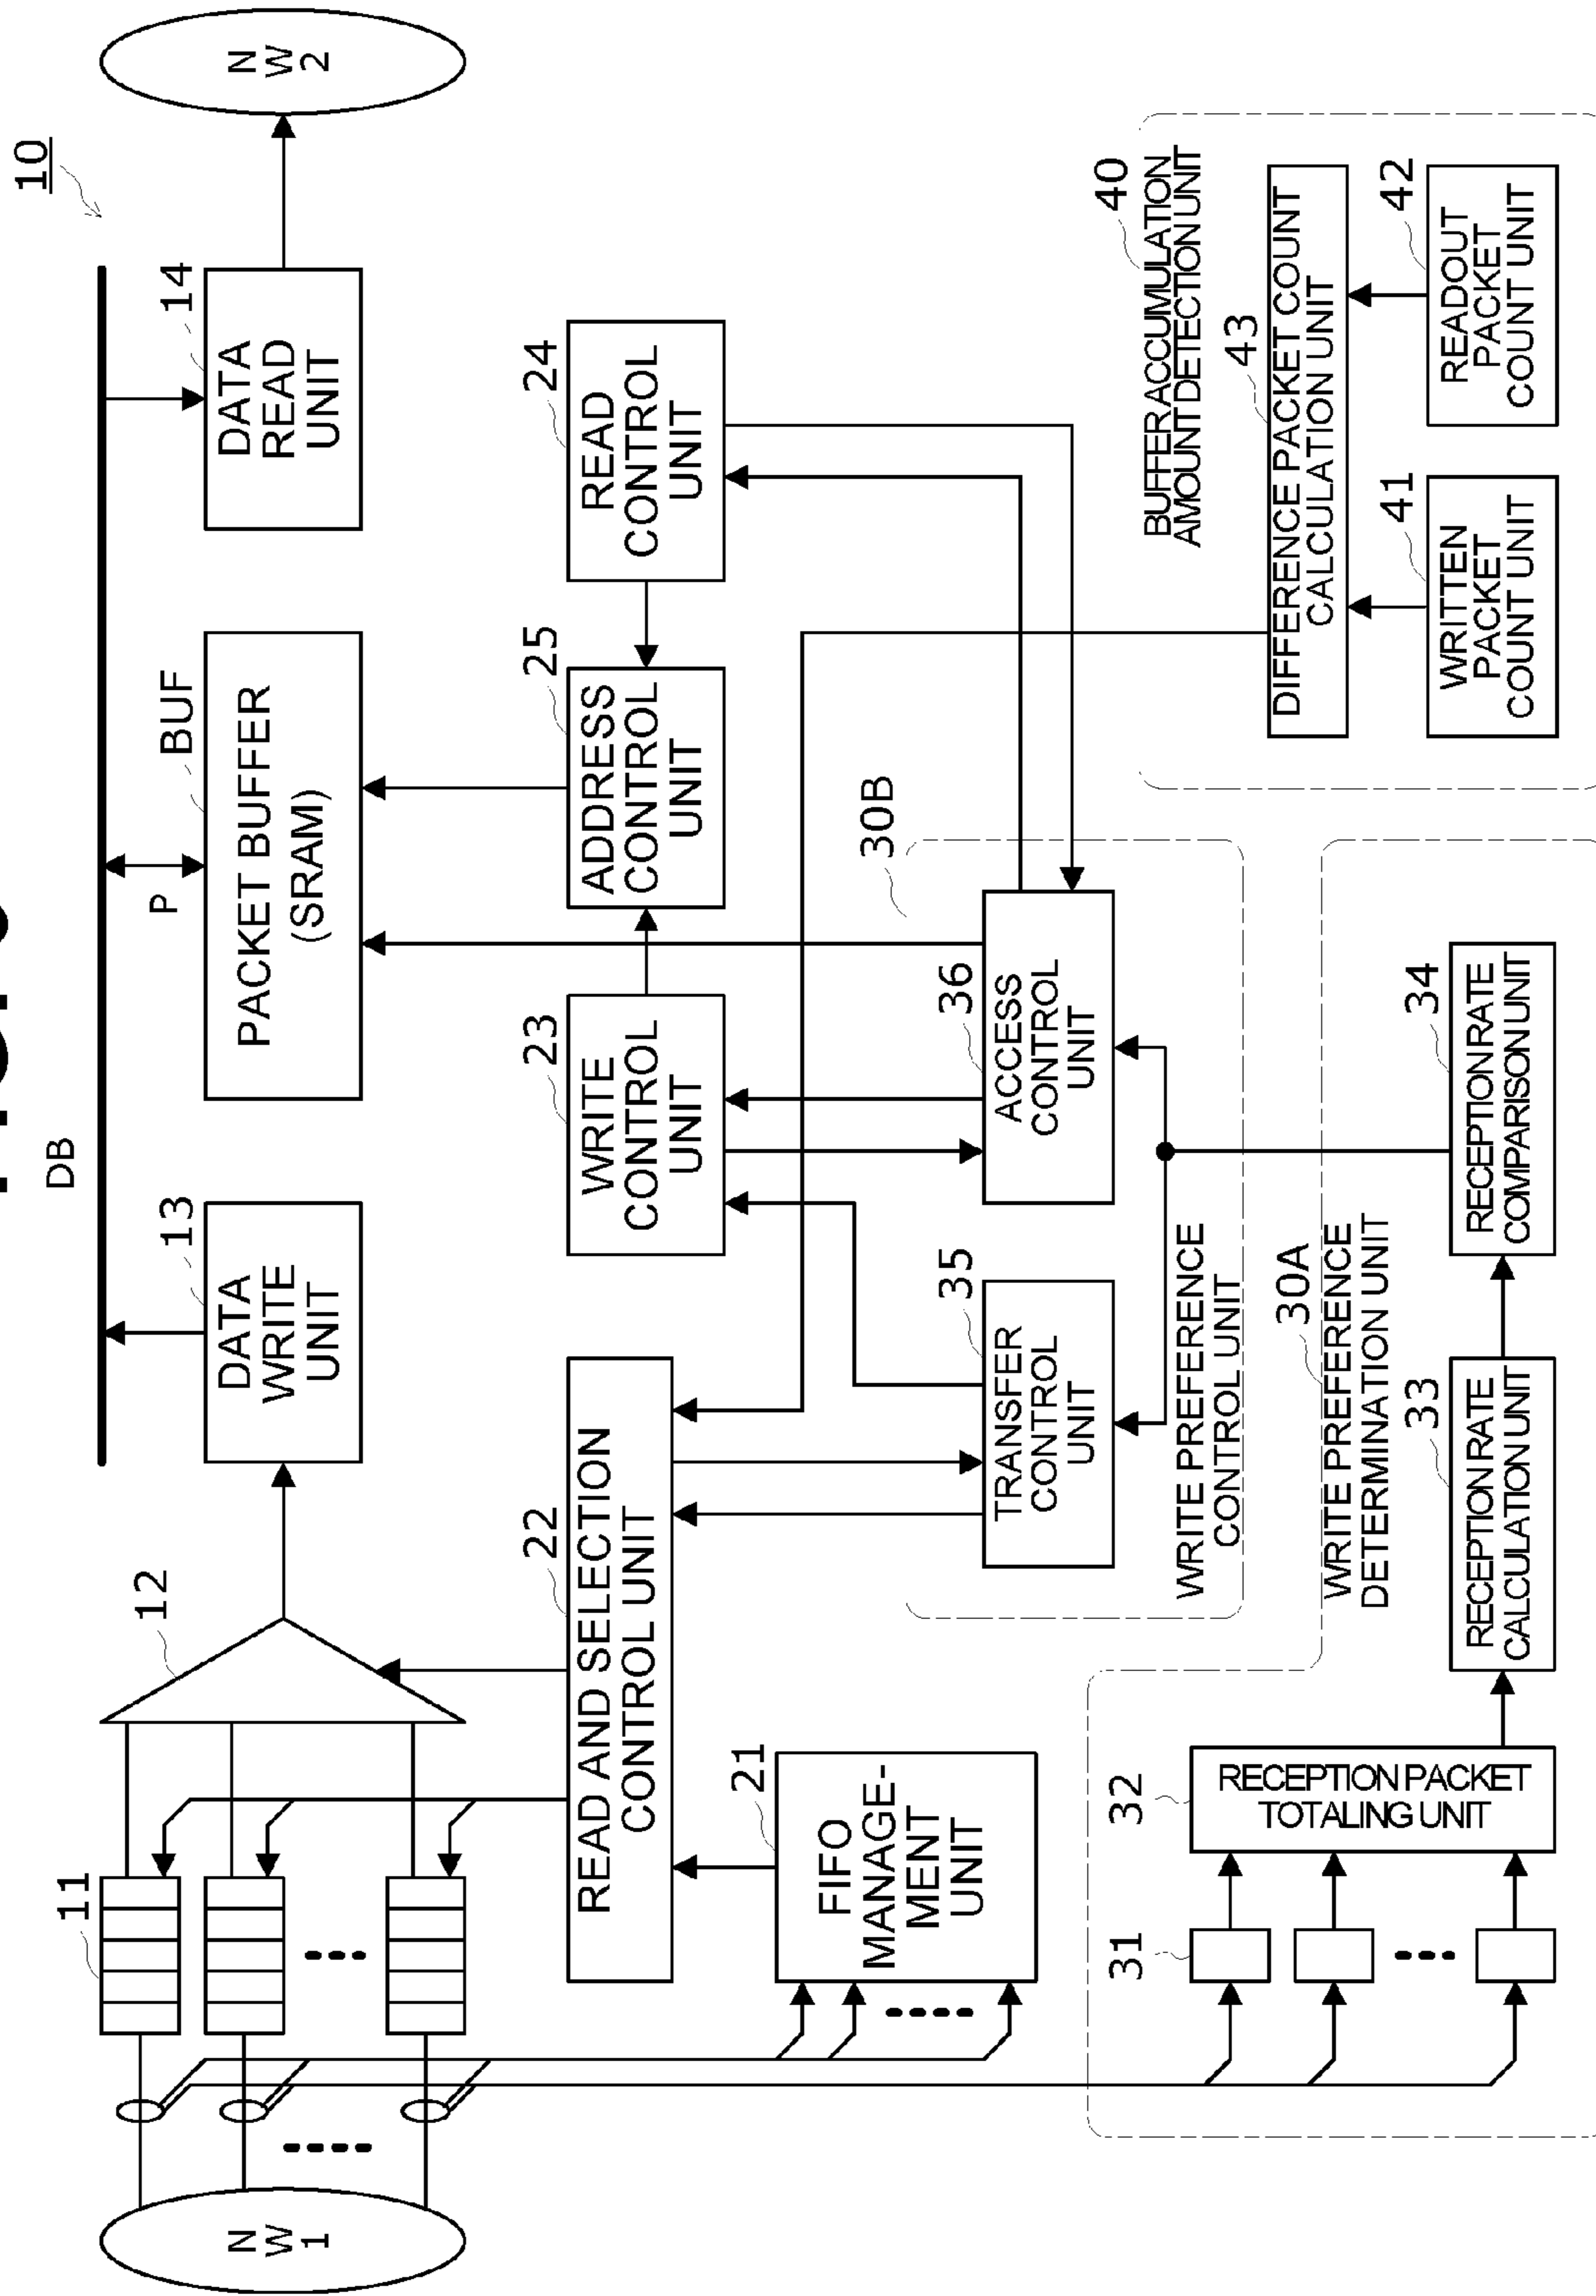 10
NW1
11
12
DB
13
DATA
WRITE
UNIT
P
BUF
PACKET BUFFER
(SRAM)
14
DATA
READ
UNIT
NW2
22
READ AND SELECTION
CONTROL UNIT
23
WRITE
CONTROL
UNIT
25
ADDRESS
CONTROL
UNIT
24
READ
CONTROL
UNIT
21
FIFO
MANAGE-
MENT
UNIT
35
TRANSFER
CONTROL
UNIT
36
ACCESS
CONTROL
UNIT
30B
WRITE PREFERENCE
CONTROL UNIT
30A
WRITE PREFERENCE
DETERMINATION UNIT
31
32
RECEPTION PACKET
TOTALING UNIT
33
RECEPTION RATE
CALCULATION UNIT
34
RECEPTION RATE
COMPARISON UNIT
40
BUFFER ACCUMULATION
AMOUNT DETECTION UNIT
43
DIFFERENCE PACKET COUNT
CALCULATION UNIT
41
WRITTEN
PACKET
COUNT UNIT
42
READOUT
PACKET
COUNT UNIT